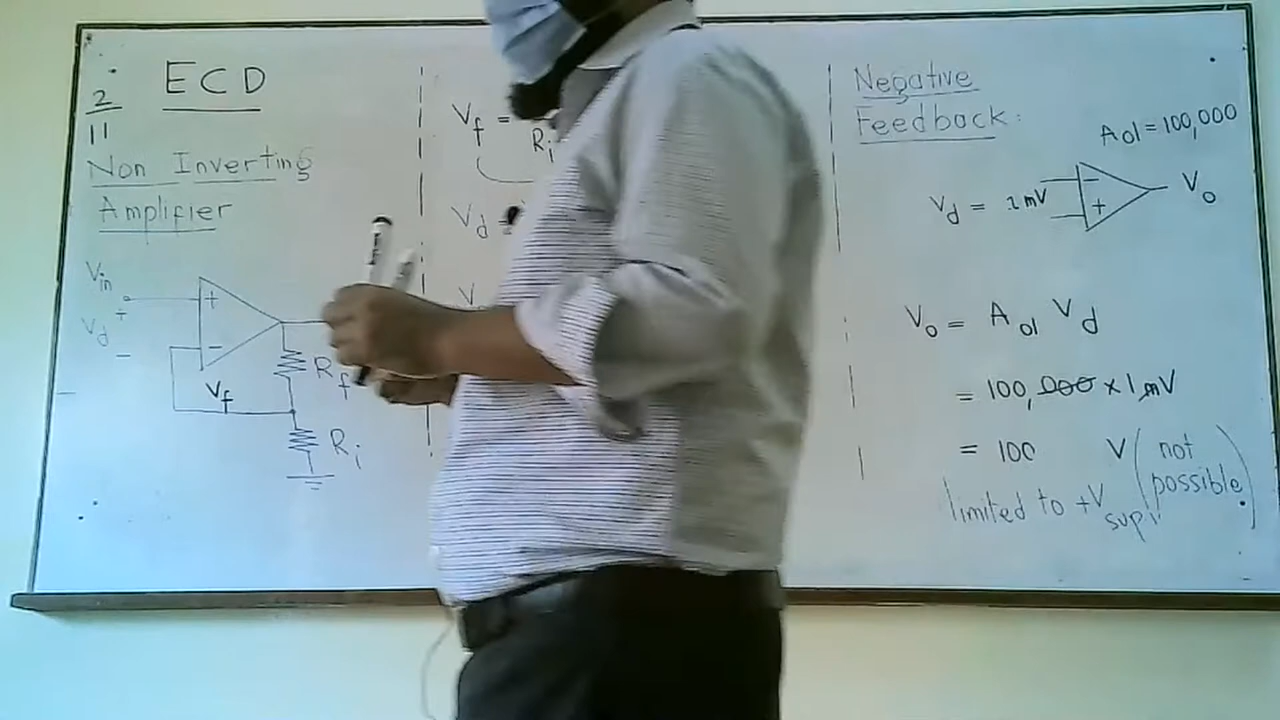 ECD
2
11
Non Inverting
Amplifier
Vin
+
Vd
−
+
−
Vf
Rf
Ri
Vf =
Ri
Vd
V
Negative
Feedback:
Aol = 100,000
Vd = 1mV
−
+
Vo
Vo = Aol Vd
= 100,000 × 1mV
= 100 V (not
possible)
limited to +V